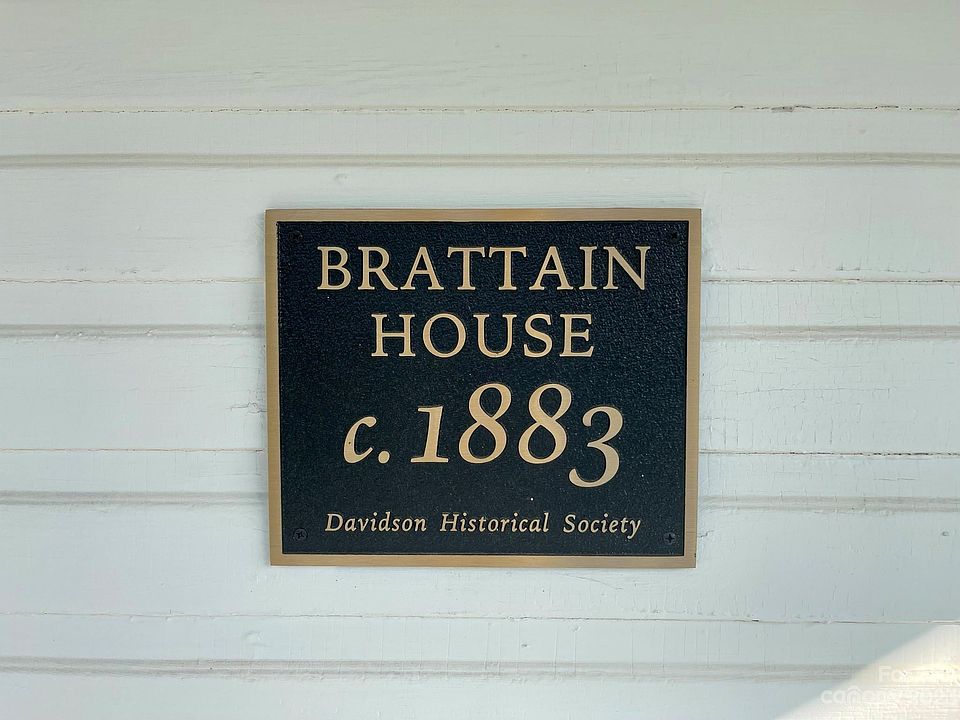 BRATTAIN
HOUSE
c. 1883
Davidson Historical Society